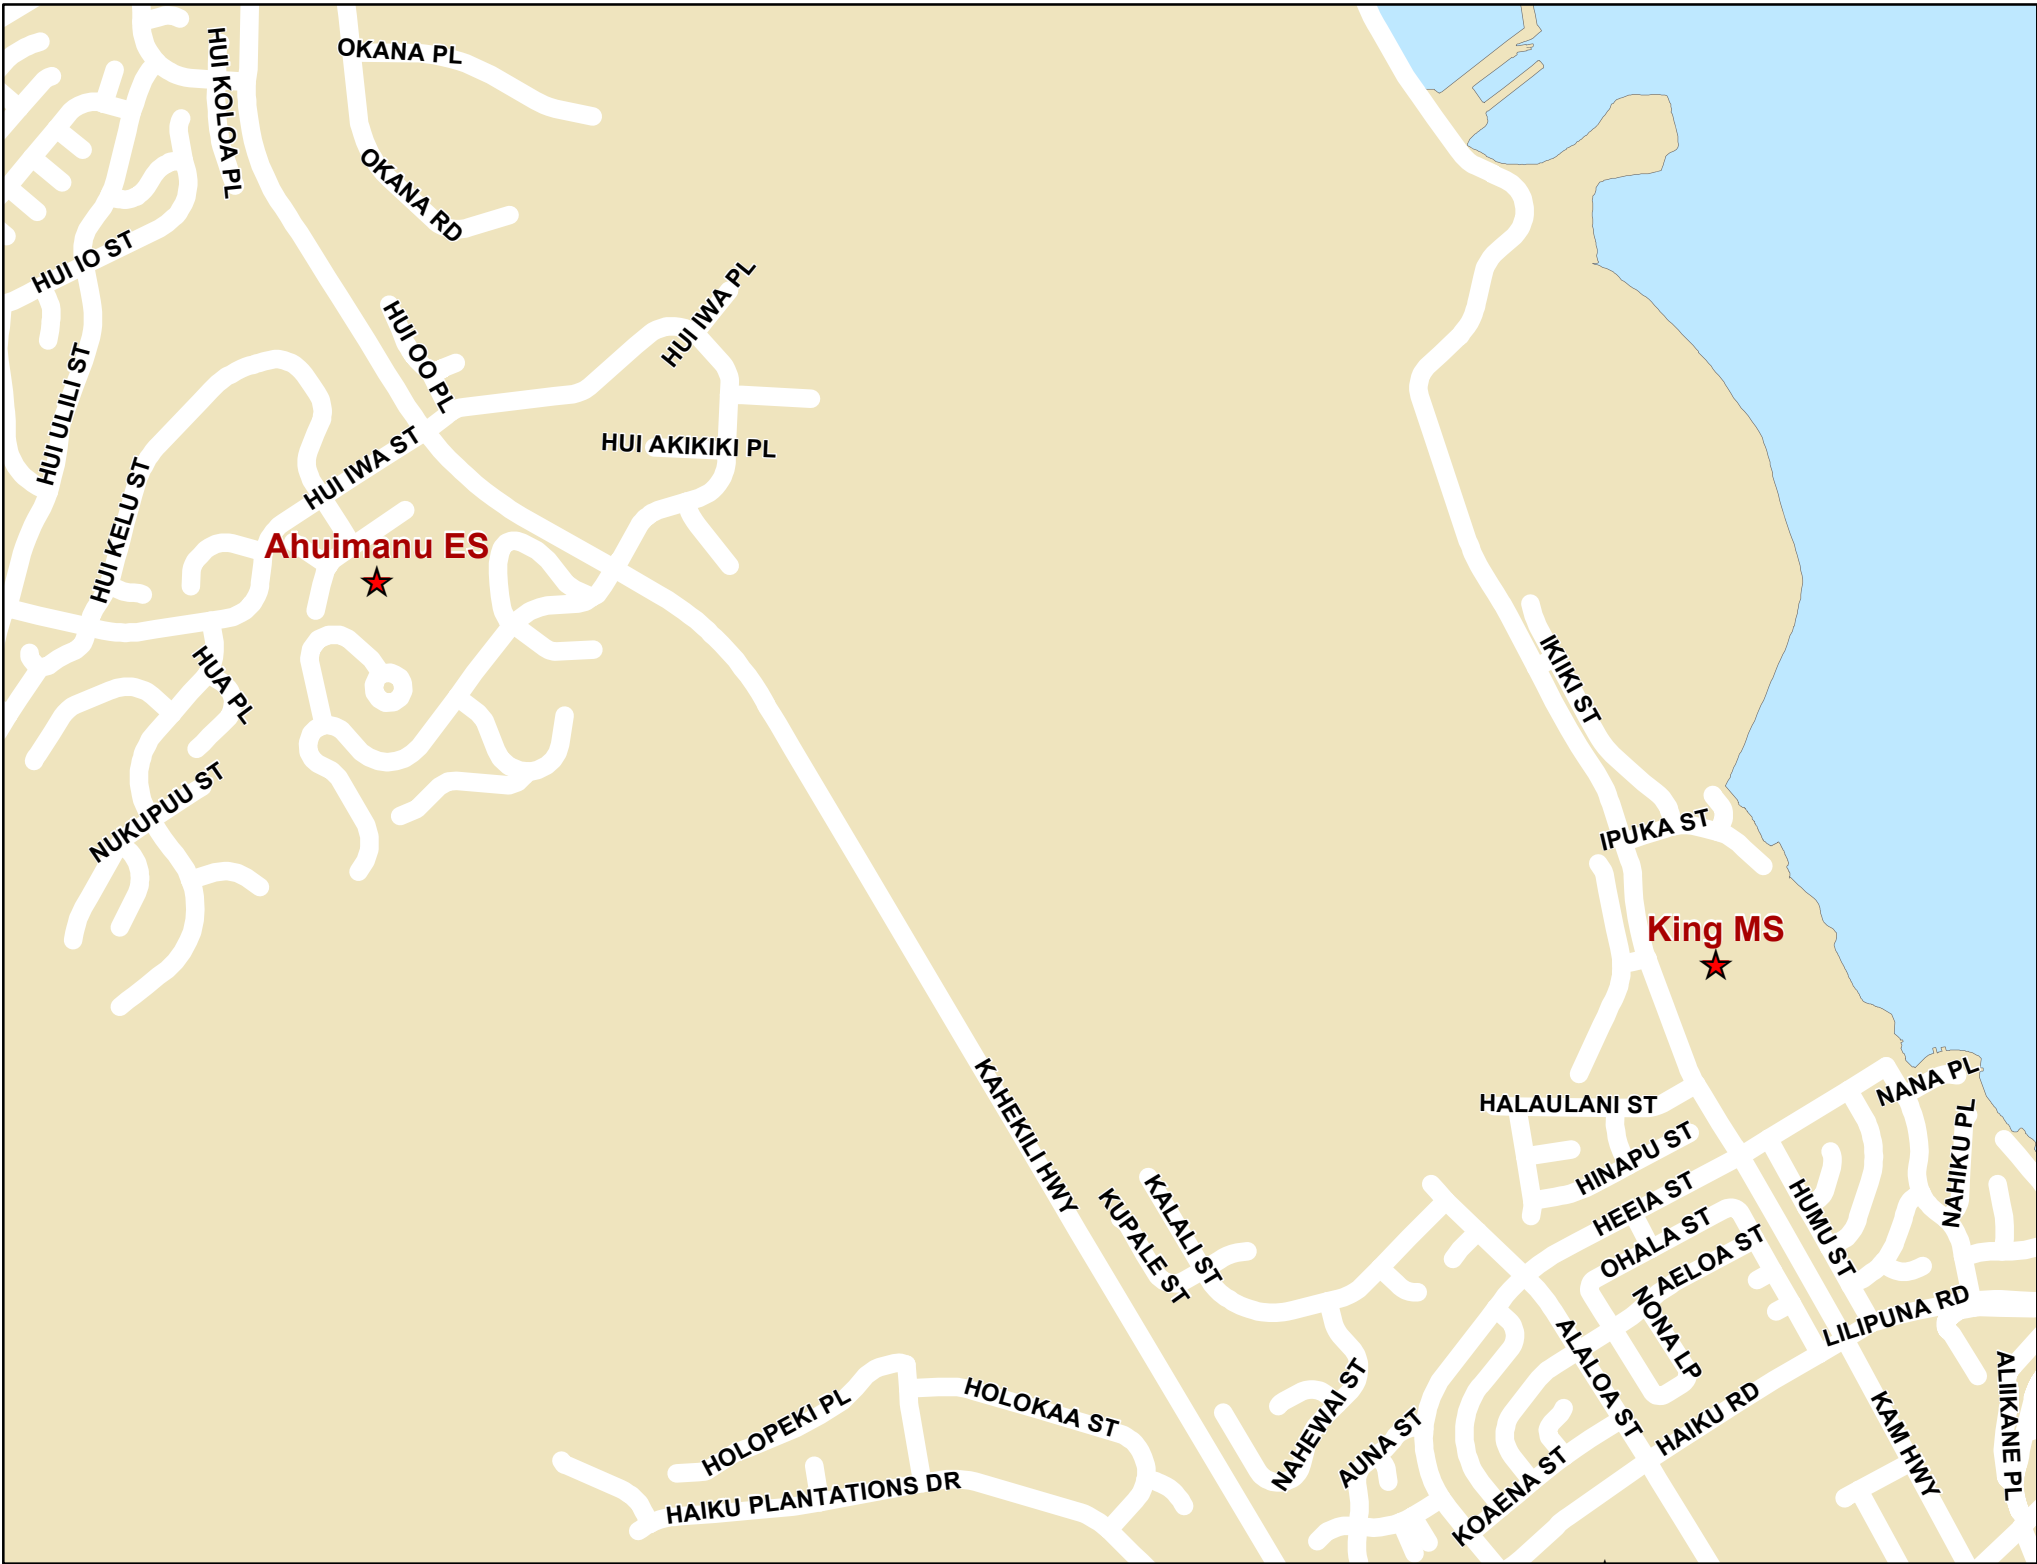 HUI KOLOA PL
OKANA PL
OKANA RD
HUI IO ST
HUI IWA PL
HUI OO PL
HUI ULILI ST
HUI AKIKIKI PL
HUI IWA ST
HUI KELU ST
Ahuimanu ES
HUA PL
IKIIKI ST
NUKUPUU ST
IPUKA ST
King MS
KAHEKILI HWY
NANA PL
HALAULANI ST
NAHIKU PL
HINAPU ST
HEEIA ST
KALALI ST
KUPALE ST
HUMU ST
OHALA ST
AELOA ST
NONA LP
LILIPUNA RD
ALALOA ST
ALIIKANE PL
HOLOPEKI PL
HOLOKAA ST
NAHEWAI ST
HAIKU RD
KAM HWY
AUNA ST
KOAENA ST
HAIKU PLANTATIONS DR